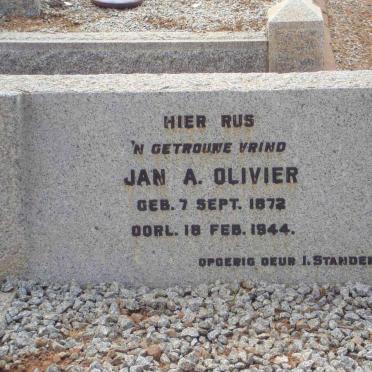 HIER RUS
'N GETROUWE VRIND
JAN A. OLIVIER
GEB. 7 SEPT. 1872
OORL. 18 FEB. 1944.
OPGERIG DEUR I. STANDER